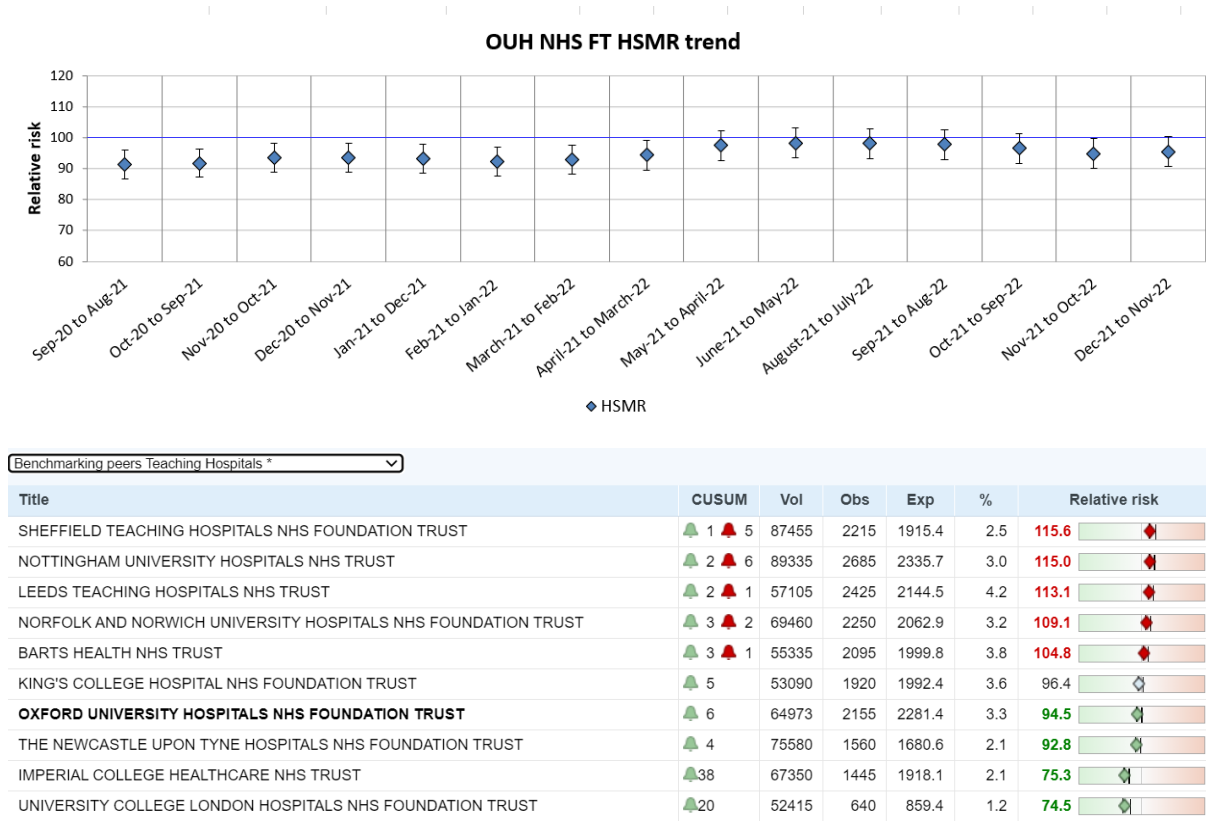 OUH NHS FT HSMR trend
120
110
100
90
80
70
60
Relative risk
Sep-20 to Aug-21
Oct-20 to Sep-21
Nov-20 to Oct-21
Dec-20 to Nov-21
Jan-21 to Dec-21
Feb-21 to Jan-22
March-21 to Feb-22
April-21 to March-22
May-21 to April-22
June-21 to May-22
August-21 to July-22
Sep-21 to Aug-22
Oct-21 to Sep-22
Nov-21 to Oct-22
Dec-21 to Nov-22
HSMR
Benchmarking peers Teaching Hospitals *
Title CUSUM Vol Obs Exp % Relative risk
SHEFFIELD TEACHING HOSPITALS NHS FOUNDATION TRUST 1 5 87455 2215 1915.4 2.5 115.6
NOTTINGHAM UNIVERSITY HOSPITALS NHS TRUST 2 6 89335 2685 2335.7 3.0 115.0
LEEDS TEACHING HOSPITALS NHS TRUST 2 1 57105 2425 2144.5 4.2 113.1
NORFOLK AND NORWICH UNIVERSITY HOSPITALS NHS FOUNDATION TRUST 3 2 69460 2250 2062.9 3.2 109.1
BARTS HEALTH NHS TRUST 3 1 55335 2095 1999.8 3.8 104.8
KING'S COLLEGE HOSPITAL NHS FOUNDATION TRUST 5 53090 1920 1992.4 3.6 96.4
OXFORD UNIVERSITY HOSPITALS NHS FOUNDATION TRUST 6 64973 2155 2281.4 3.3 94.5
THE NEWCASTLE UPON TYNE HOSPITALS NHS FOUNDATION TRUST 4 75580 1560 1680.6 2.1 92.8
IMPERIAL COLLEGE HEALTHCARE NHS TRUST 38 67350 1445 1918.1 2.1 75.3
UNIVERSITY COLLEGE LONDON HOSPITALS NHS FOUNDATION TRUST 20 52415 640 859.4 1.2 74.5